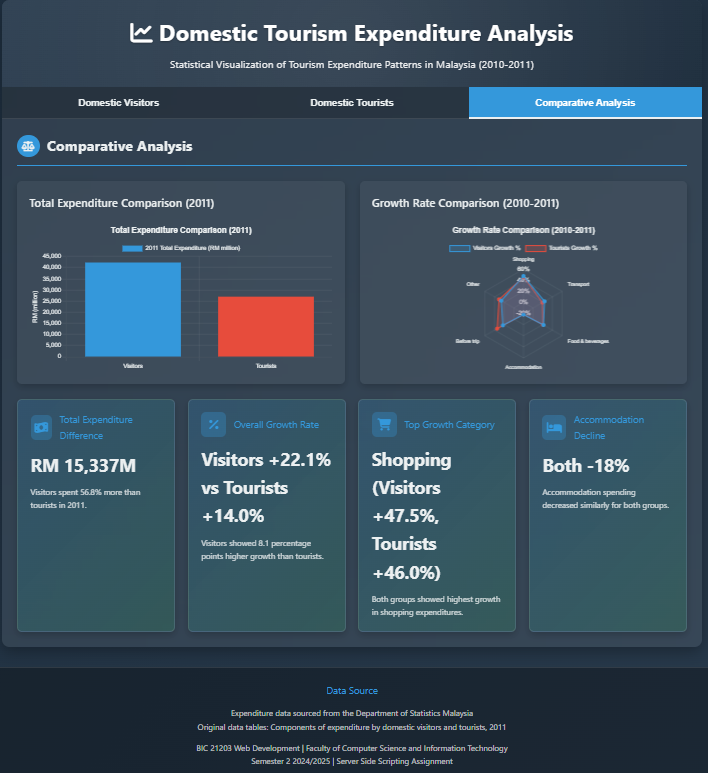 Domestic Tourism Expenditure Analysis
Statistical Visualization of Tourism Expenditure Patterns in Malaysia (2010-2011)
Domestic Visitors
Domestic Tourists
Comparative Analysis
Comparative Analysis
Total Expenditure Comparison (2011)
Total Expenditure Comparison (2011)
2011 Total Expenditure (RM million)
RM (million)
45,000
40,000
35,000
30,000
25,000
20,000
15,000
10,000
5,000
0
Visitors
Tourists
Growth Rate Comparison (2010-2011)
Growth Rate Comparison (2010-2011)
Visitors Growth %
Tourists Growth %
Shopping
60%
40%
20%
0%
-20%
Other
Transport
Before trip
Food & beverages
Accommodation
Total Expenditure
Difference
RM 15,337M
Visitors spent 56.8% more than
tourists in 2011.
Overall Growth Rate
Visitors +22.1%
vs Tourists
+14.0%
Visitors showed 8.1 percentage
points higher growth than tourists.
Top Growth Category
Shopping
(Visitors
+47.5%,
Tourists
+46.0%)
Both groups showed highest growth
in shopping expenditures.
Accommodation
Decline
Both -18%
Accommodation spending
decreased similarly for both groups.
Data Source
Expenditure data sourced from the Department of Statistics Malaysia
Original data tables: Components of expenditure by domestic visitors and tourists, 2011
BIC 21203 Web Development | Faculty of Computer Science and Information Technology
Semester 2 2024/2025 | Server Side Scripting Assignment